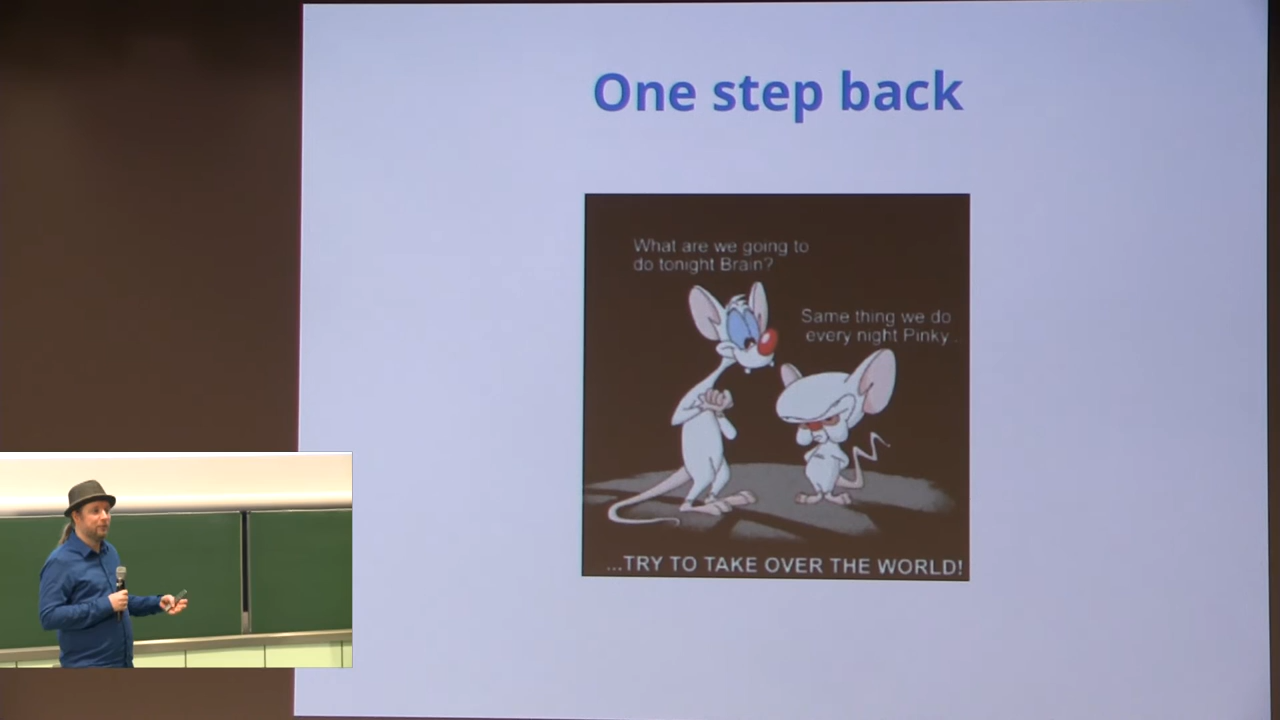 One step back
What are we going to
do tonight Brain?
Same thing we do
every night Pinky..
...TRY TO TAKE OVER THE WORLD!